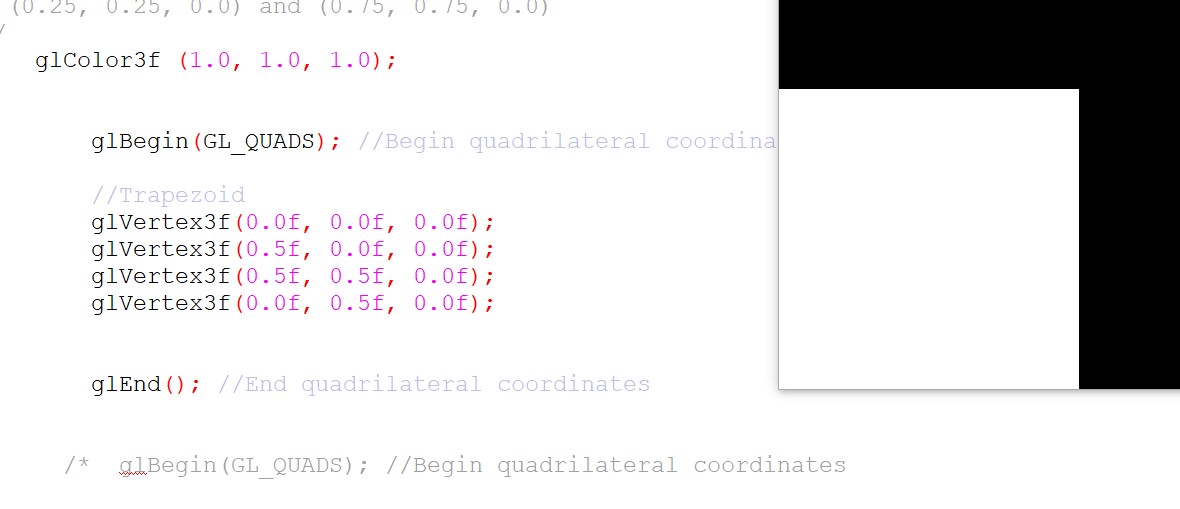 (0.25, 0.25, 0.0) and (0.75, 0.75, 0.0)
/
glColor3f (1.0, 1.0, 1.0);
glBegin(GL_QUADS); //Begin quadrilateral coordina
//Trapezoid
glVertex3f(0.0f, 0.0f, 0.0f);
glVertex3f(0.5f, 0.0f, 0.0f);
glVertex3f(0.5f, 0.5f, 0.0f);
glVertex3f(0.0f, 0.5f, 0.0f);
glEnd(); //End quadrilateral coordinates
/*  glBegin(GL_QUADS); //Begin quadrilateral coordinates